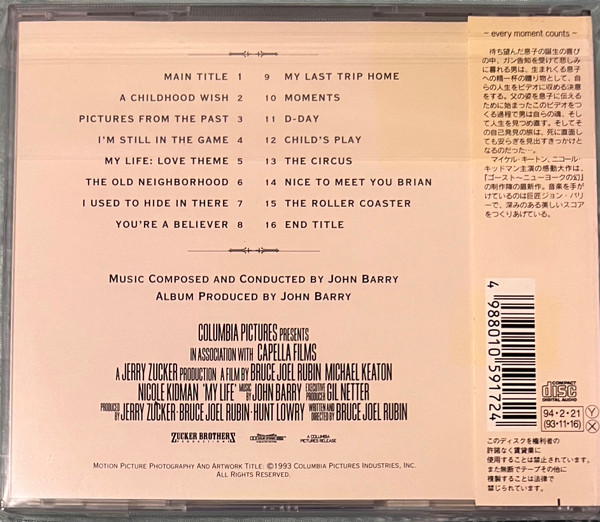 MAIN TITLE 1
A CHILDHOOD WISH 2
PICTURES FROM THE PAST 3
I'M STILL IN THE GAME 4
MY LIFE: LOVE THEME 5
THE OLD NEIGHBORHOOD 6
I USED TO HIDE IN THERE 7
YOU'RE A BELIEVER 8
9 MY LAST TRIP HOME
10 MOMENTS
11 D-DAY
12 CHILD'S PLAY
13 THE CIRCUS
14 NICE TO MEET YOU BRIAN
15 THE ROLLER COASTER
16 END TITLE
MUSIC COMPOSED AND CONDUCTED BY JOHN BARRY
ALBUM PRODUCED BY JOHN BARRY
COLUMBIA PICTURES PRESENTS
IN ASSOCIATION WITH CAPELLA FILMS
A JERRY ZUCKER PRODUCTION A FILM BY BRUCE JOEL RUBIN MICHAEL KEATON
NICOLE KIDMAN "MY LIFE" MUSIC BY JOHN BARRY EXECUTIVE PRODUCER GIL NETTER
PRODUCED BY JERRY ZUCKER · BRUCE JOEL RUBIN · HUNT LOWRY WRITTEN AND DIRECTED BY BRUCE JOEL RUBIN
ZUCKER BROTHERS
PRODUCTIONS
A COLUMBIA
PICTURES RELEASE
MOTION PICTURE PHOTOGRAPHY AND ARTWORK TITLE: ©1993 COLUMBIA PICTURES INDUSTRIES, INC.
ALL RIGHTS RESERVED.
~ every moment counts ~
待ち望んだ息子の誕生の喜び
の中、ガン告知を受けて悲しみ
に暮れる男は、生まれくる息子
への精一杯の贈り物として、自
らの人生をビデオに収める決意
をする。父の姿を息子に伝える
ために始まったこのビデオをつ
くる過程で男は自らの魂、そし
て人生を見つめ直す。そしてそ
の自己発見の旅は、死に直面し
ても安らぎを見出すきっかけと
なるのだった…。
マイケル・キートン、ニコール・
キッドマン主演の感動大作は、
『ゴースト〜ニューヨークの幻』
の制作陣の最新作。音楽を手が
けているのは巨匠ジョン・バリ
ーで、深みのある美しいスコア
をつくりあげている。
4 988010 591724
COMPACT
disc
DIGITAL AUDIO
94・2・21 Y
(93・11・16) X
このディスクを権利者の
許諾なく賃貸業に
使用することは禁止されています。
また無断でテープその他に
複製することは法律で
禁じられています。